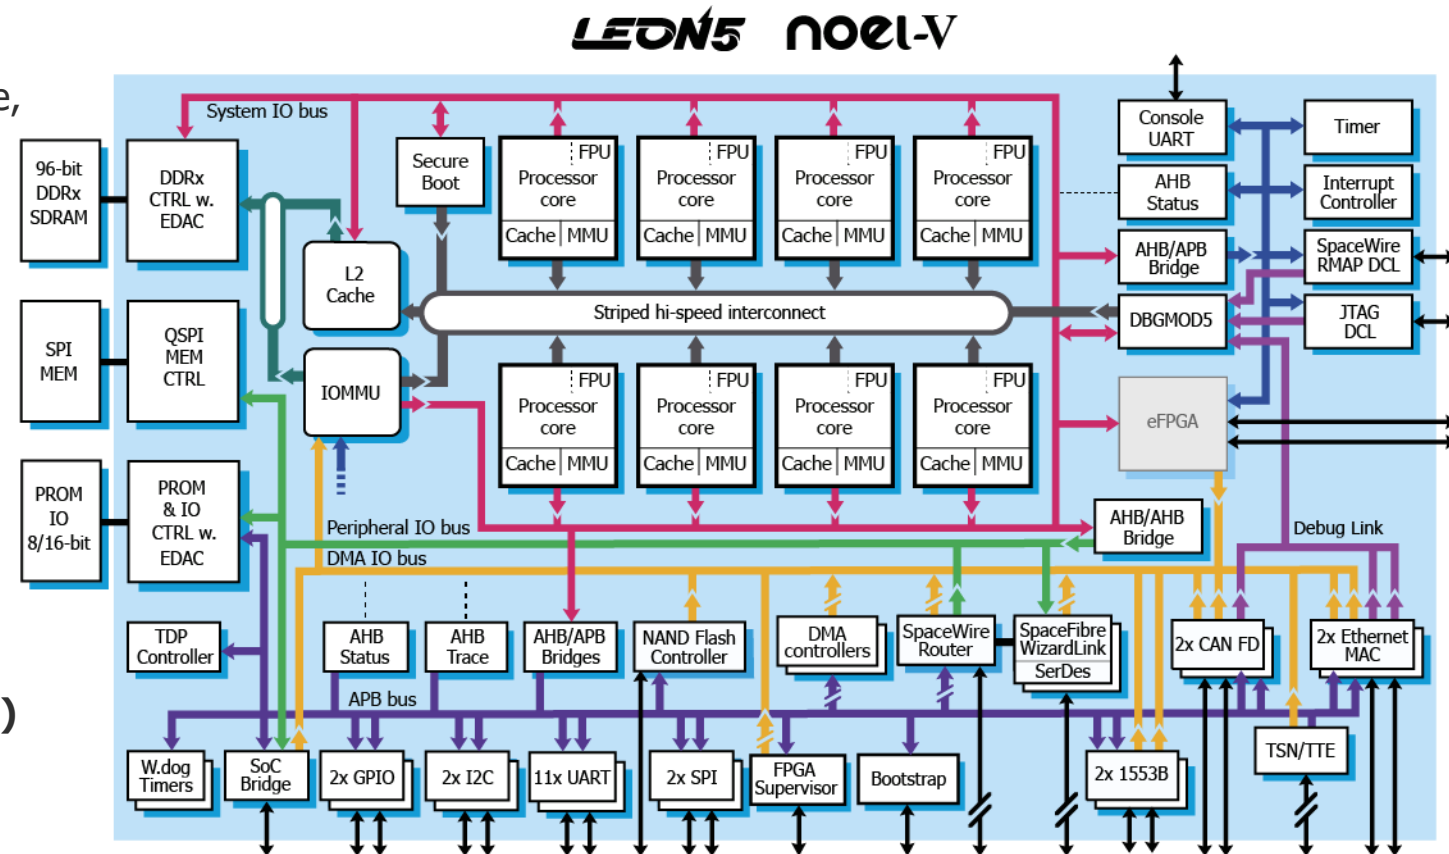 LEON5 noel-V
e,
System IO bus
96-bit
DDRx
SDRAM
DDRx
CTRL w.
EDAC
Secure
Boot
FPU
Processor
core
Cache MMU
FPU
Processor
core
Cache MMU
FPU
Processor
core
Cache MMU
FPU
Processor
core
Cache MMU
Console
UART
Timer
AHB
Status
Interrupt
Controller
AHB/APB
Bridge
SpaceWire
RMAP DCL
L2
Cache
Striped hi-speed interconnect
DBGMOD5
JTAG
DCL
SPI
MEM
QSPI
MEM
CTRL
IOMMU
FPU
Processor
core
Cache MMU
FPU
Processor
core
Cache MMU
FPU
Processor
core
Cache MMU
FPU
Processor
core
Cache MMU
eFPGA
PROM
IO
8/16-bit
PROM
& IO
CTRL w.
EDAC
Peripheral IO bus
AHB/AHB
Bridge
Debug Link
DMA IO bus
TDP
Controller
AHB
Status
AHB
Trace
AHB/APB
Bridges
NAND Flash
Controller
DMA
controllers
SpaceWire
Router
SpaceFibre
WizardLink
SerDes
2x CAN FD
2x Ethernet
MAC
)
APB bus
W.dog
Timers
SoC
Bridge
2x GPIO
2x I2C
11x UART
2x SPI
FPGA
Supervisor
Bootstrap
2x 1553B
TSN/TTE